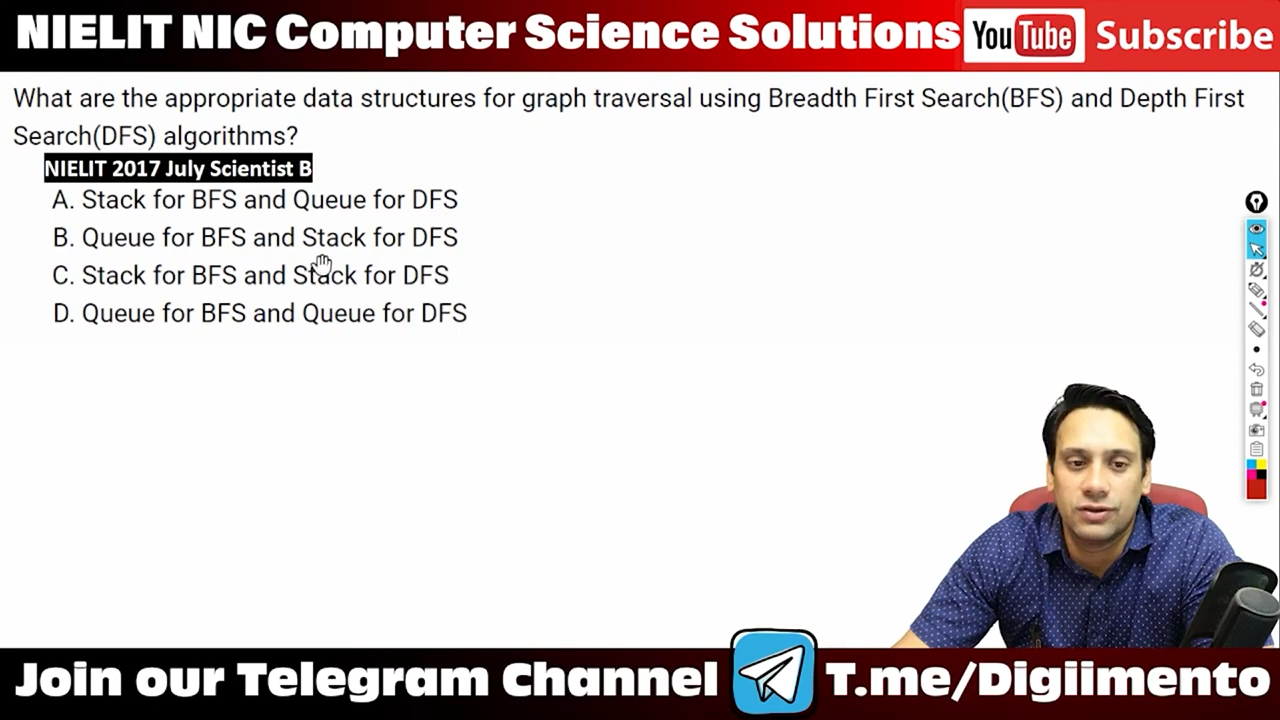 NIELIT NIC Computer Science Solutions YouTube Subscribe
What are the appropriate data structures for graph traversal using Breadth First Search(BFS) and Depth First
Search(DFS) algorithms?
NIELIT 2017 July Scientist B
A. Stack for BFS and Queue for DFS
B. Queue for BFS and Stack for DFS
C. Stack for BFS and Stack for DFS
D. Queue for BFS and Queue for DFS
Join our Telegram Channel T.me/Digiimento